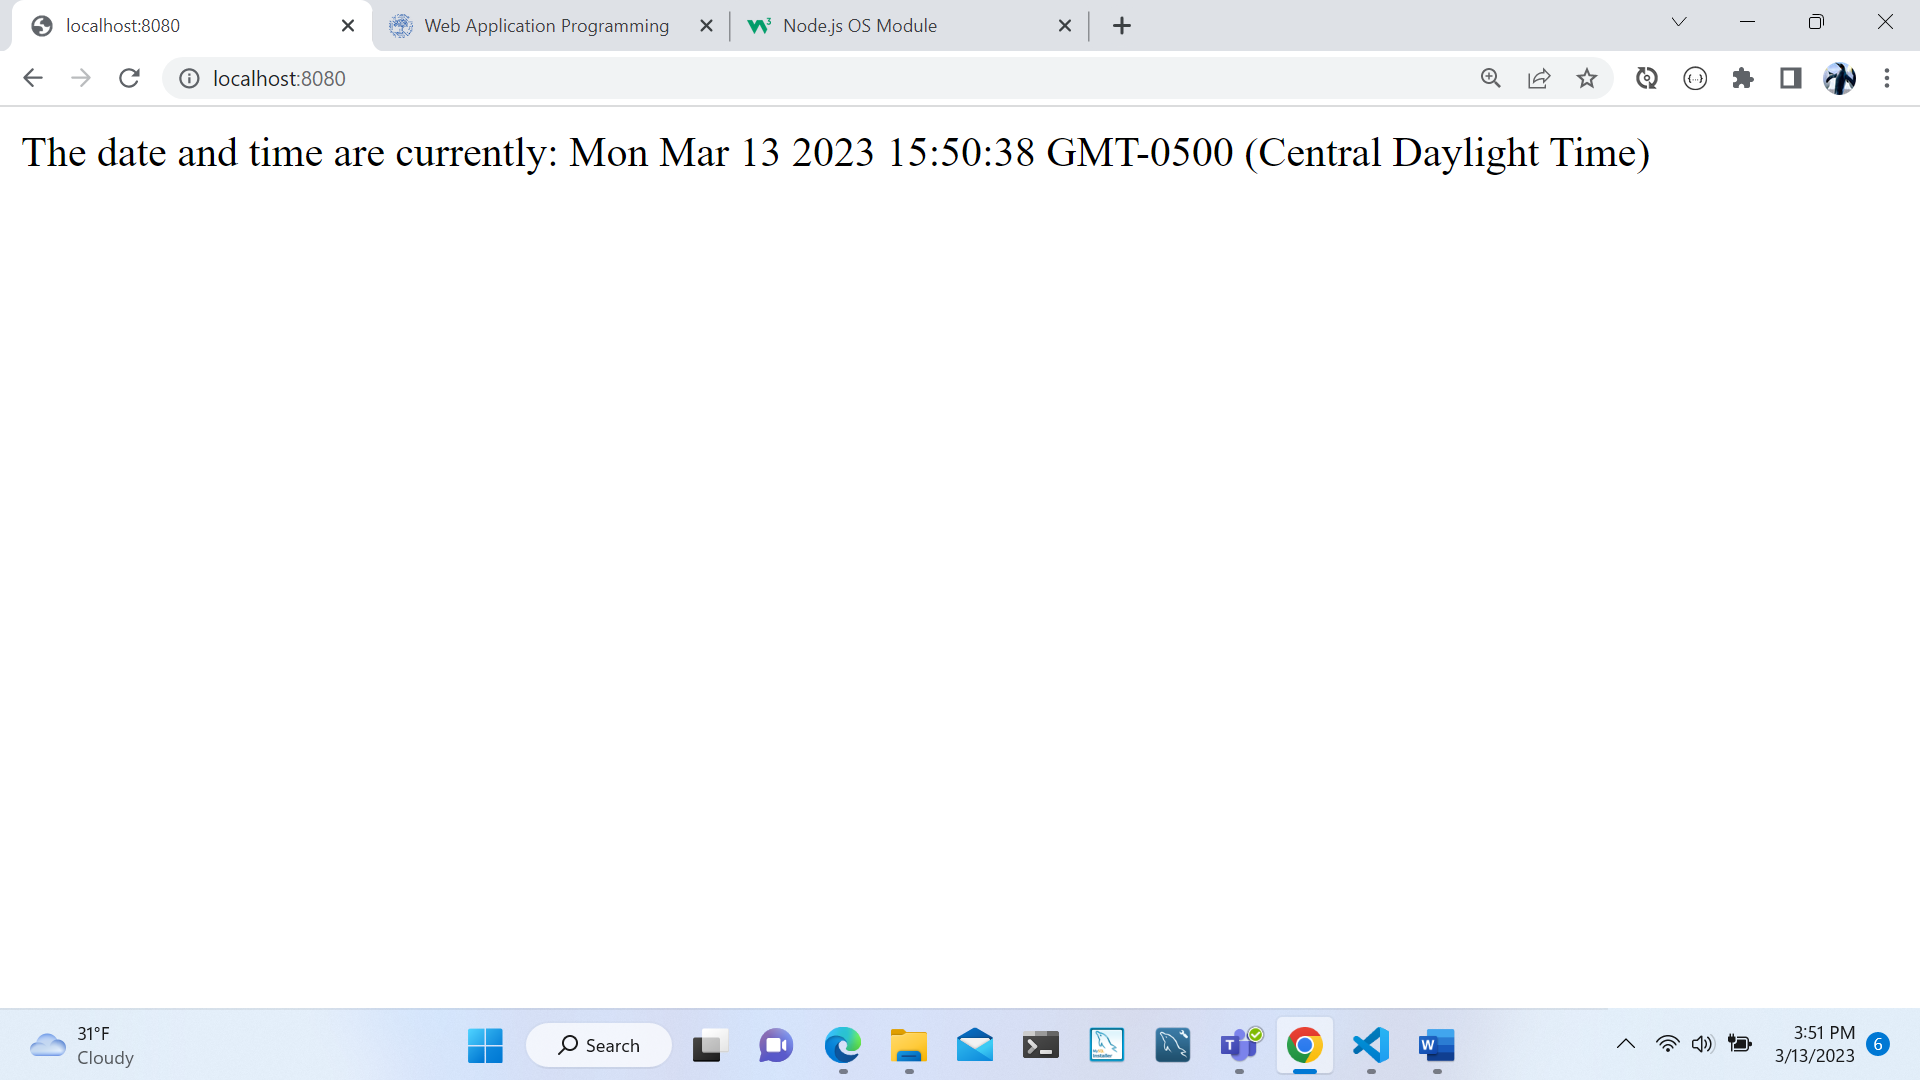 localhost:8080
Web Application Programming
Node.js OS Module
localhost:8080
The date and time are currently: Mon Mar 13 2023 15:50:38 GMT-0500 (Central Daylight Time)
31°F
Cloudy
Search
3:51 PM
3/13/2023
6